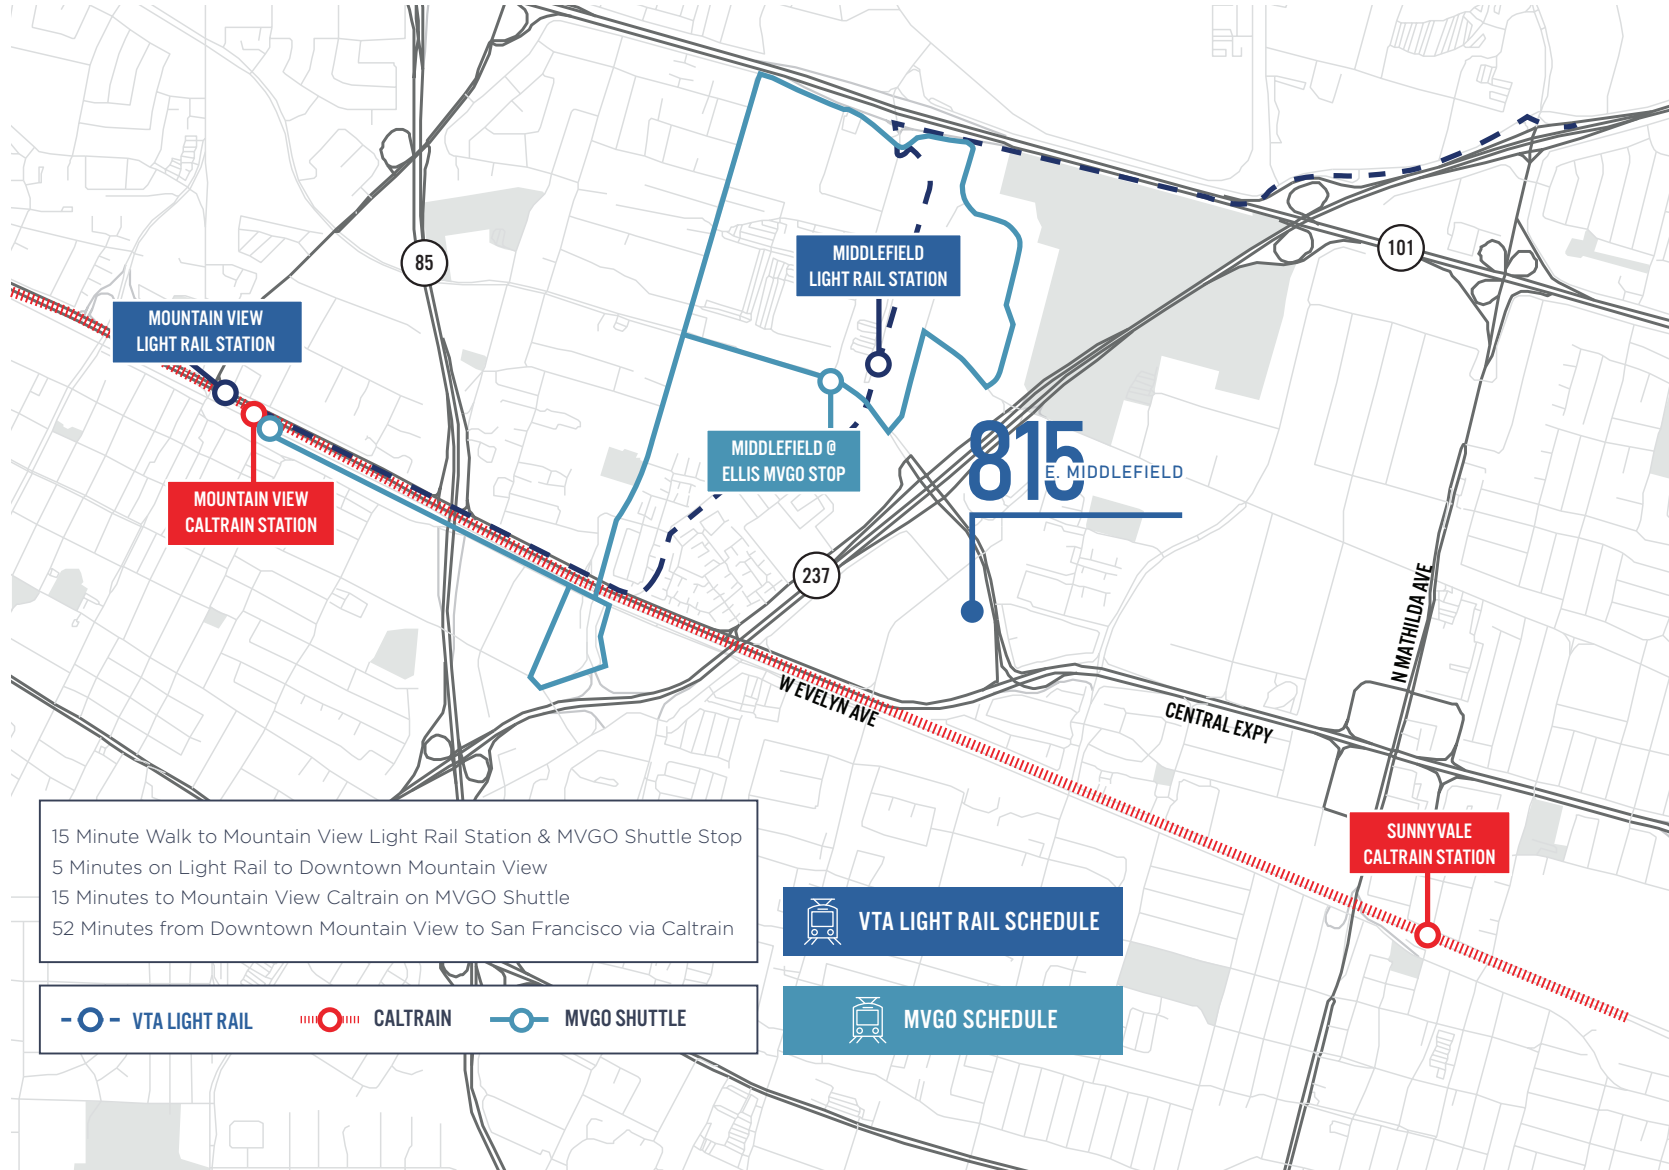 85
101
MIDDLEFIELD
LIGHT RAIL STATION
MOUNTAIN VIEW
LIGHT RAIL STATION
MIDDLEFIELD @
ELLIS MVGO STOP
815
E. MIDDLEFIELD
MOUNTAIN VIEW
CALTRAIN STATION
237
N MATHILDA AVE
W EVELYN AVE
CENTRAL EXPY
SUNNYVALE
CALTRAIN STATION
15 Minute Walk to Mountain View Light Rail Station & MVGO Shuttle Stop
5 Minutes on Light Rail to Downtown Mountain View
15 Minutes to Mountain View Caltrain on MVGO Shuttle
52 Minutes from Downtown Mountain View to San Francisco via Caltrain
VTA LIGHT RAIL SCHEDULE
VTA LIGHT RAIL
CALTRAIN
MVGO SHUTTLE
MVGO SCHEDULE